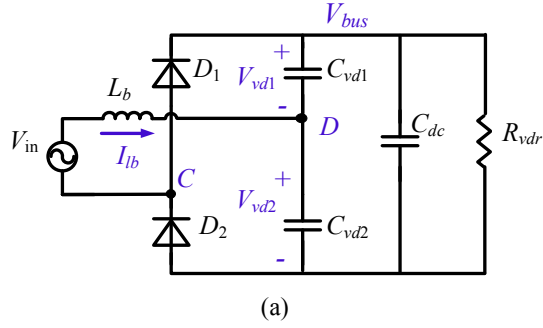 V_bus
+
D_1
C_vd1
L_b
V_vd1
-
D
V_in
I_lb
C_dc
R_vdr
C
+
V_vd2
D_2
C_vd2
-
(a)